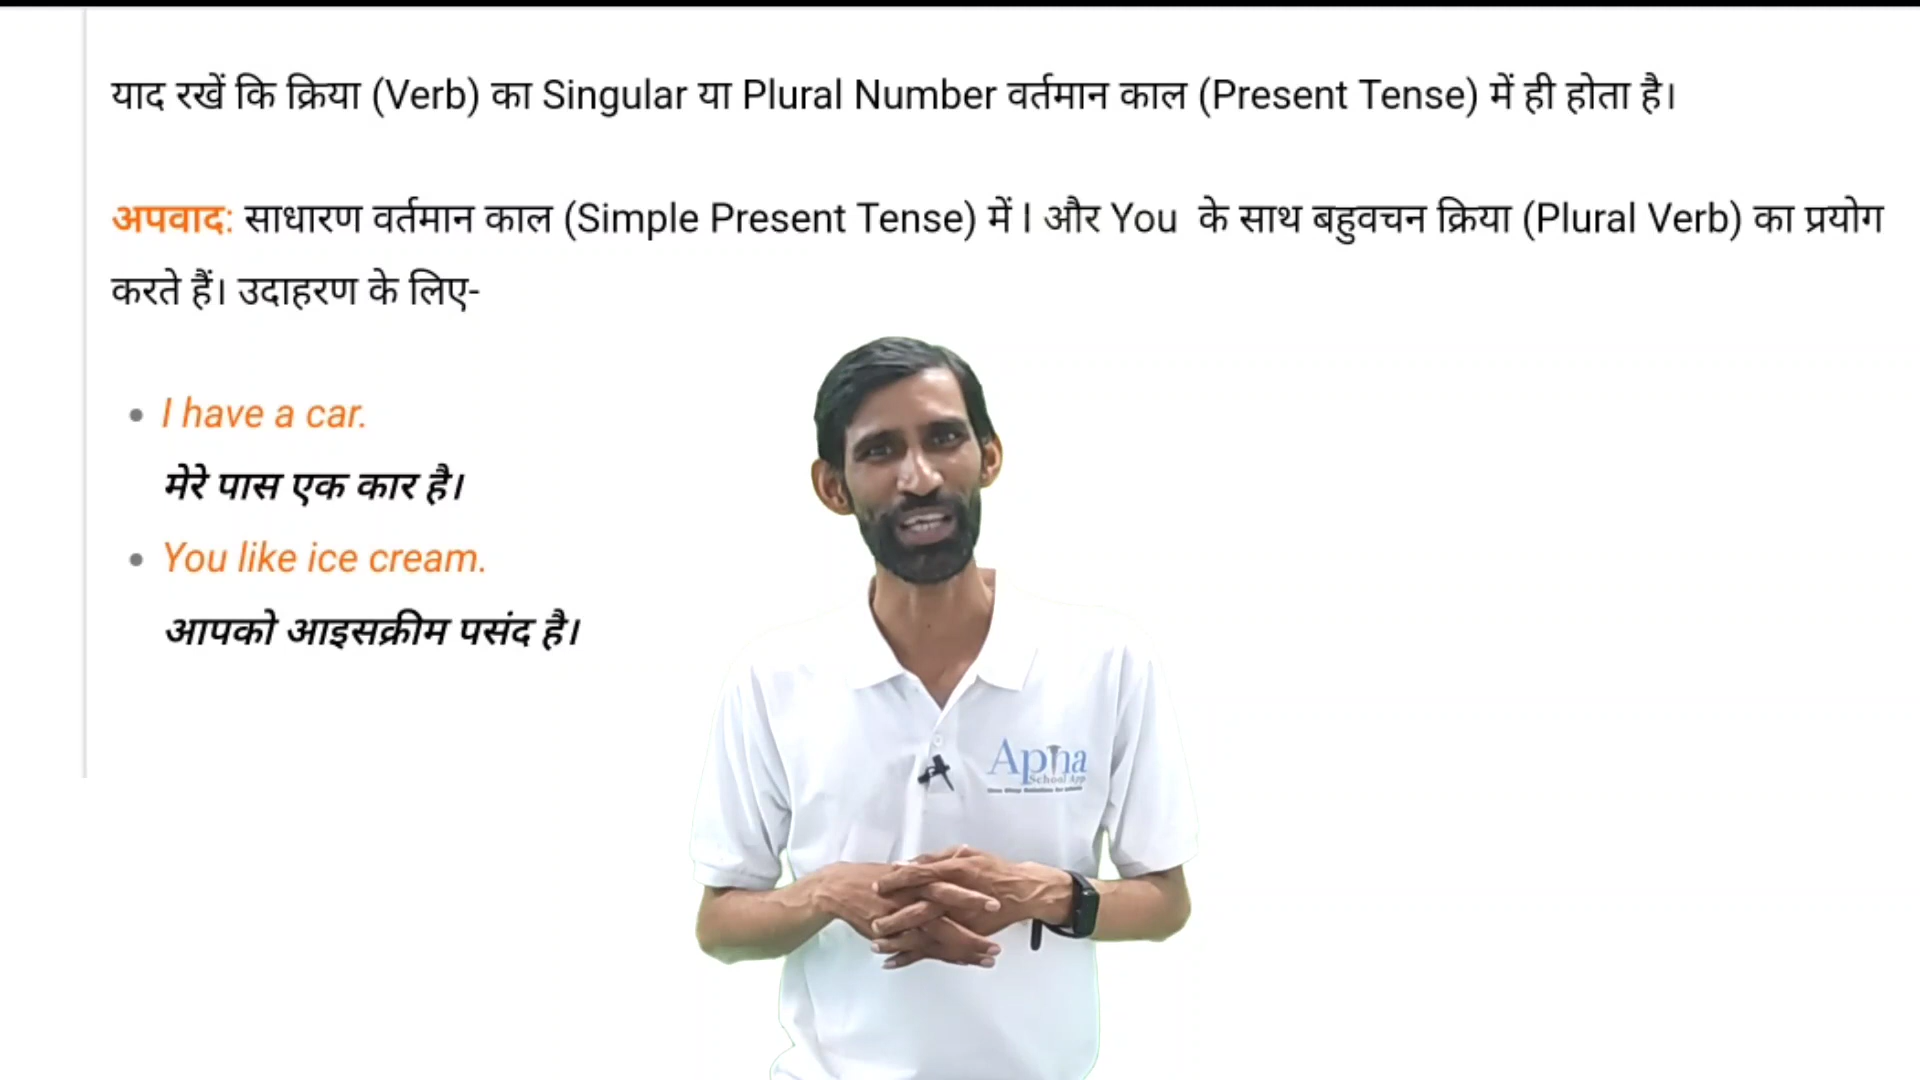 याद रखें कि क्रिया (Verb) का Singular या Plural Number वर्तमान काल (Present Tense) में ही होता है।
अपवाद: साधारण वर्तमान काल (Simple Present Tense) में I और You के साथ बहुवचन क्रिया (Plural Verb) का प्रयोग
करते हैं। उदाहरण के लिए-
• I have a car.
मेरे पास एक कार है।
• You like ice cream.
आपको आइसक्रीम पसंद है।
Apna
School App